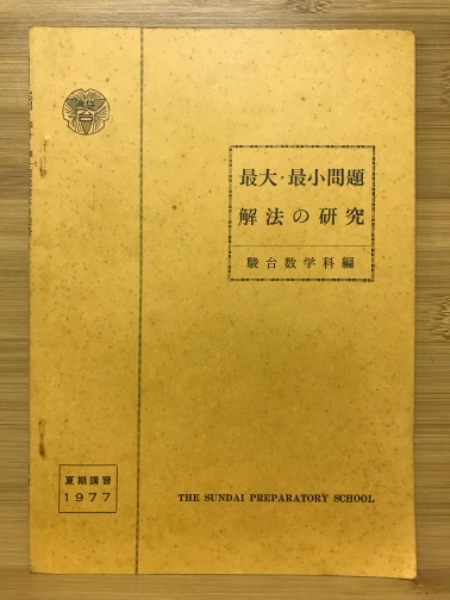 最大・最小問題
解法の研究
駿台数学科編
夏期講習
1977
THE SUNDAI PREPARATORY SCHOOL